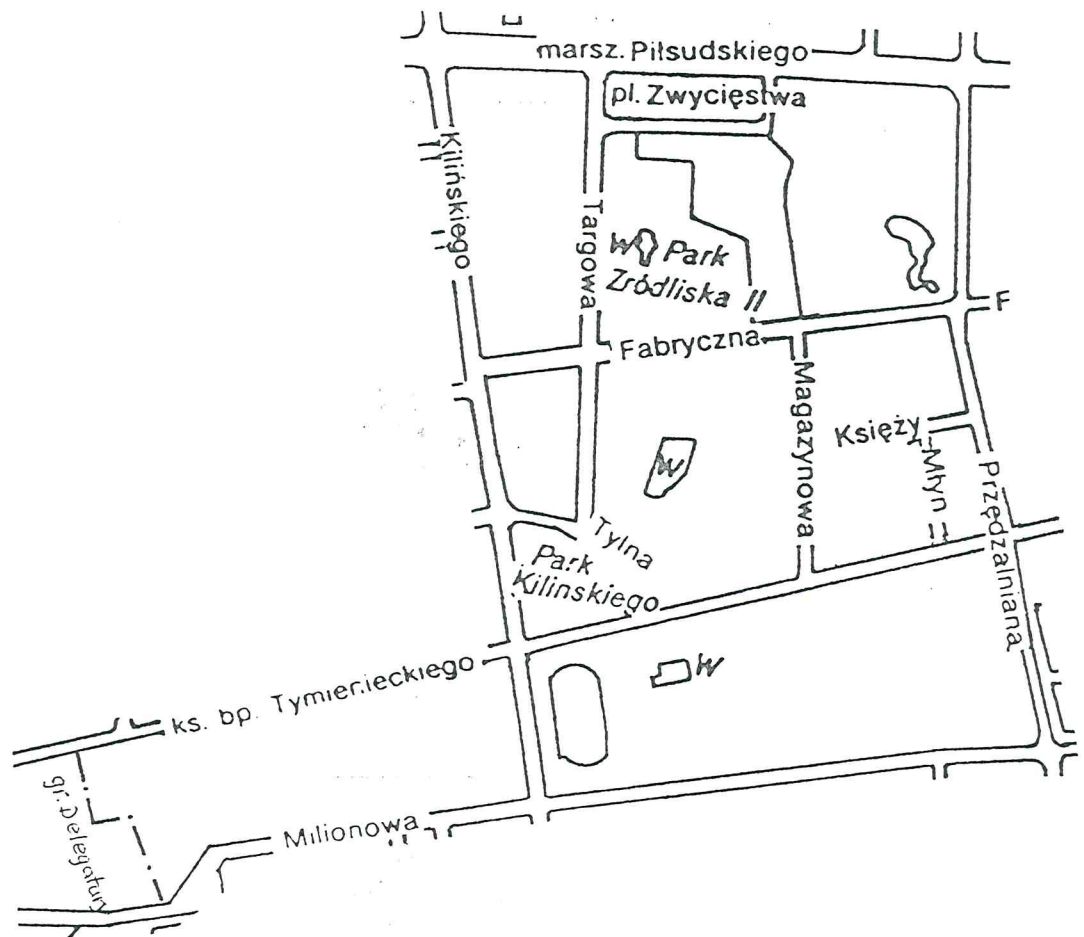 marsz. Piłsudskiego
pl. Zwycięstwa
Kilińskiego
Targowa
W Park
Zródliska II
F
Fabryczna
Magazynowa
Księży
Młyn
Przędzalniana
W
Tylna
Park
Kilinskiego
W
ks. bp. Tymienieckiego
gr. Delegatury
Milionowa